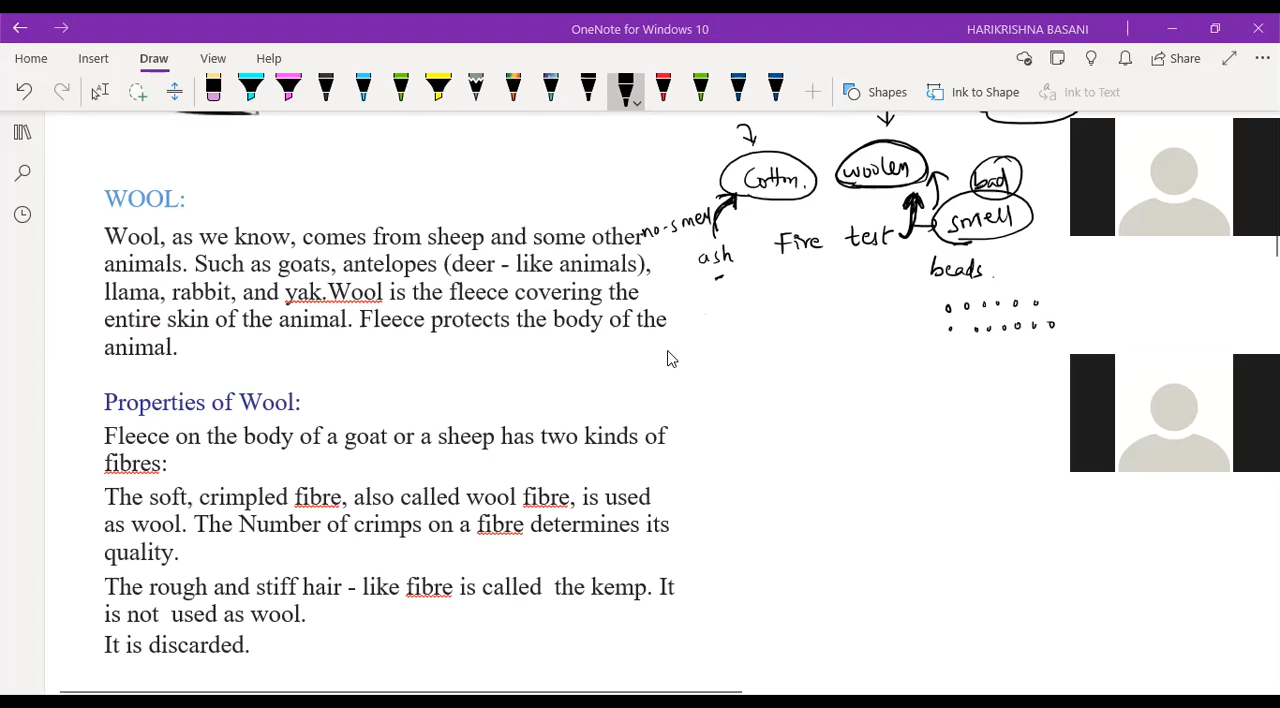 OneNote for Windows 10
HARIKRISHNA BASANI
Home
Insert
Draw
View
Help
Share
Shapes
Ink to Shape
Ink to Text
Cotton.
woolen
bad
smell
no-smell
ash
Fire test
beads.
WOOL:
Wool, as we know, comes from sheep and some other
animals. Such as goats, antelopes (deer - like animals),
llama, rabbit, and yak.Wool is the fleece covering the
entire skin of the animal. Fleece protects the body of the
animal.
Properties of Wool:
Fleece on the body of a goat or a sheep has two kinds of
fibres:
The soft, crimpled fibre, also called wool fibre, is used
as wool. The Number of crimps on a fibre determines its
quality.
The rough and stiff hair - like fibre is called  the kemp. It
is not  used as wool.
It is discarded.